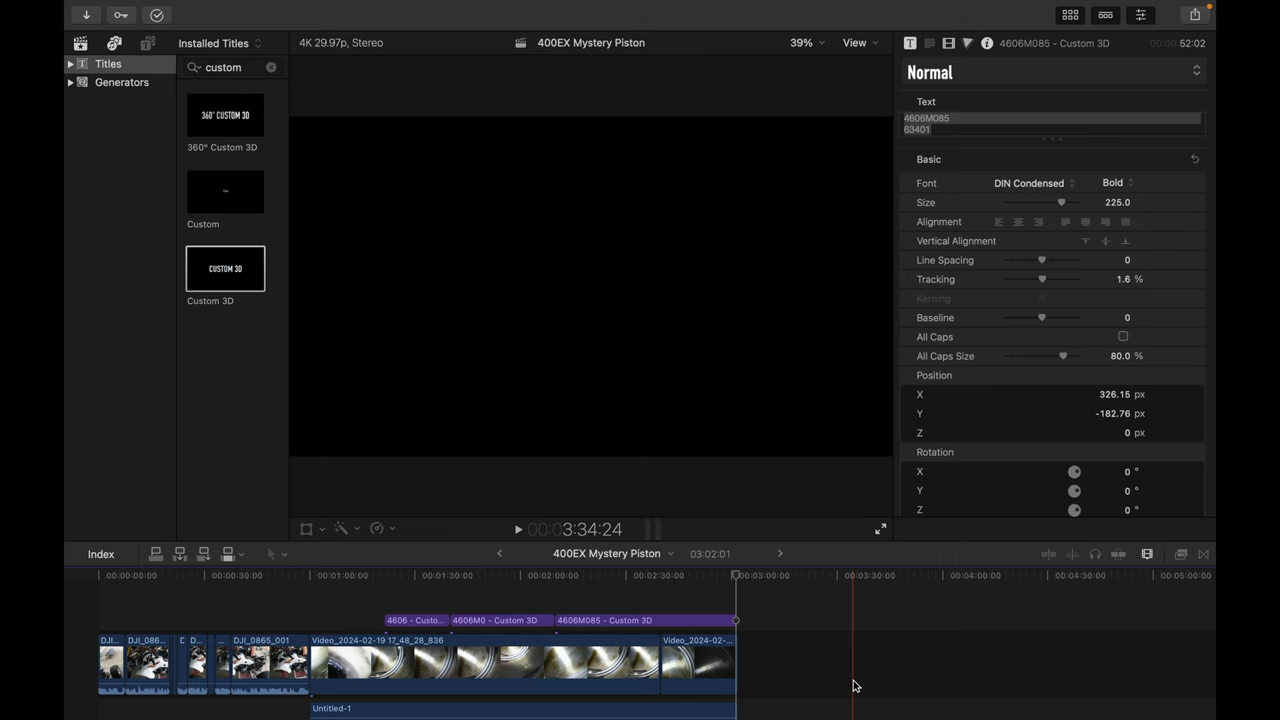 Installed Titles
4K 29.97p, Stereo
400EX Mystery Piston
39%
View
4606M085 - Custom 3D
00:00:52:02
Titles
custom
Generators
360° CUSTOM 3D
360° Custom 3D
Title
Custom
CUSTOM 3D
Custom 3D
Normal
Text
4606M085
63401
Basic
Font
DIN Condensed
Bold
Size
225.0
Alignment
Vertical Alignment
Line Spacing
0
Tracking
1.6 %
Kerning
Baseline
0
All Caps
All Caps Size
80.0 %
Position
X
326.15 px
Y
-182.76 px
Z
0 px
Rotation
X
0 °
Y
0 °
Z
0 °
00:03:34:24
Index
400EX Mystery Piston
03:02:01
00:00:00:00
00:00:30:00
00:01:00:00
00:01:30:00
00:02:00:00
00:02:30:00
00:03:00:00
00:03:30:00
00:04:00:00
00:04:30:00
00:05:00:00
4606 - Custo...
4606M0 - Custom 3D
4606M085 - Custom 3D
DJI...
DJI_086...
D
D...
...
DJI_0865_001
Video_2024-02-19 17_48_28_836
Video_2024-02-...
Untitled-1